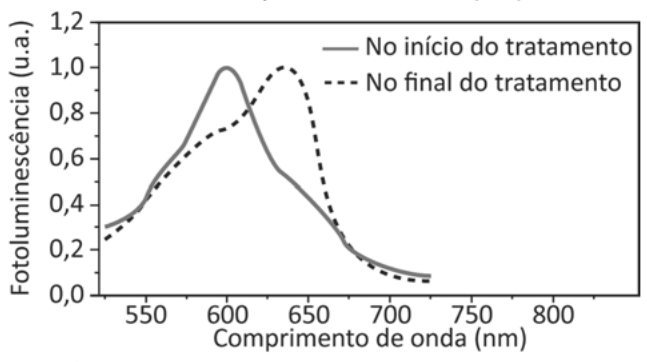 1,2
1,0
0,8
0,6
0,4
0,2
0,0
Fotoluminescência (u.a.)
No início do tratamento
No final do tratamento
550 600 650 700 750 800
Comprimento de onda (nm)